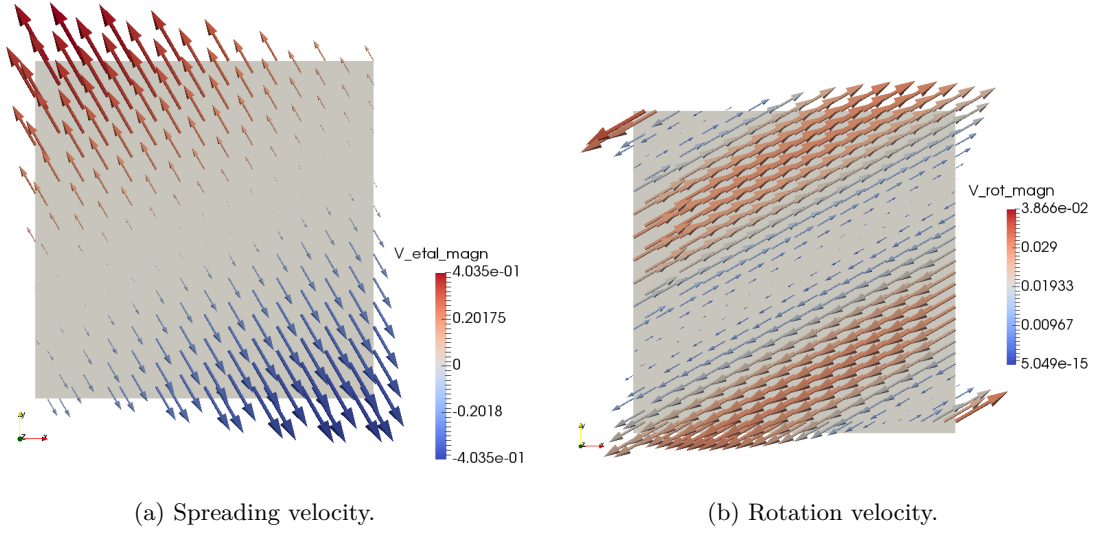 V_etal_magn
4.035e-01
0.20175
0
-0.2018
-4.035e-01
y
z
x
(a) Spreading velocity.
V_rot_magn
3.866e-02
0.029
0.01933
0.00967
5.049e-15
y
z
x
(b) Rotation velocity.